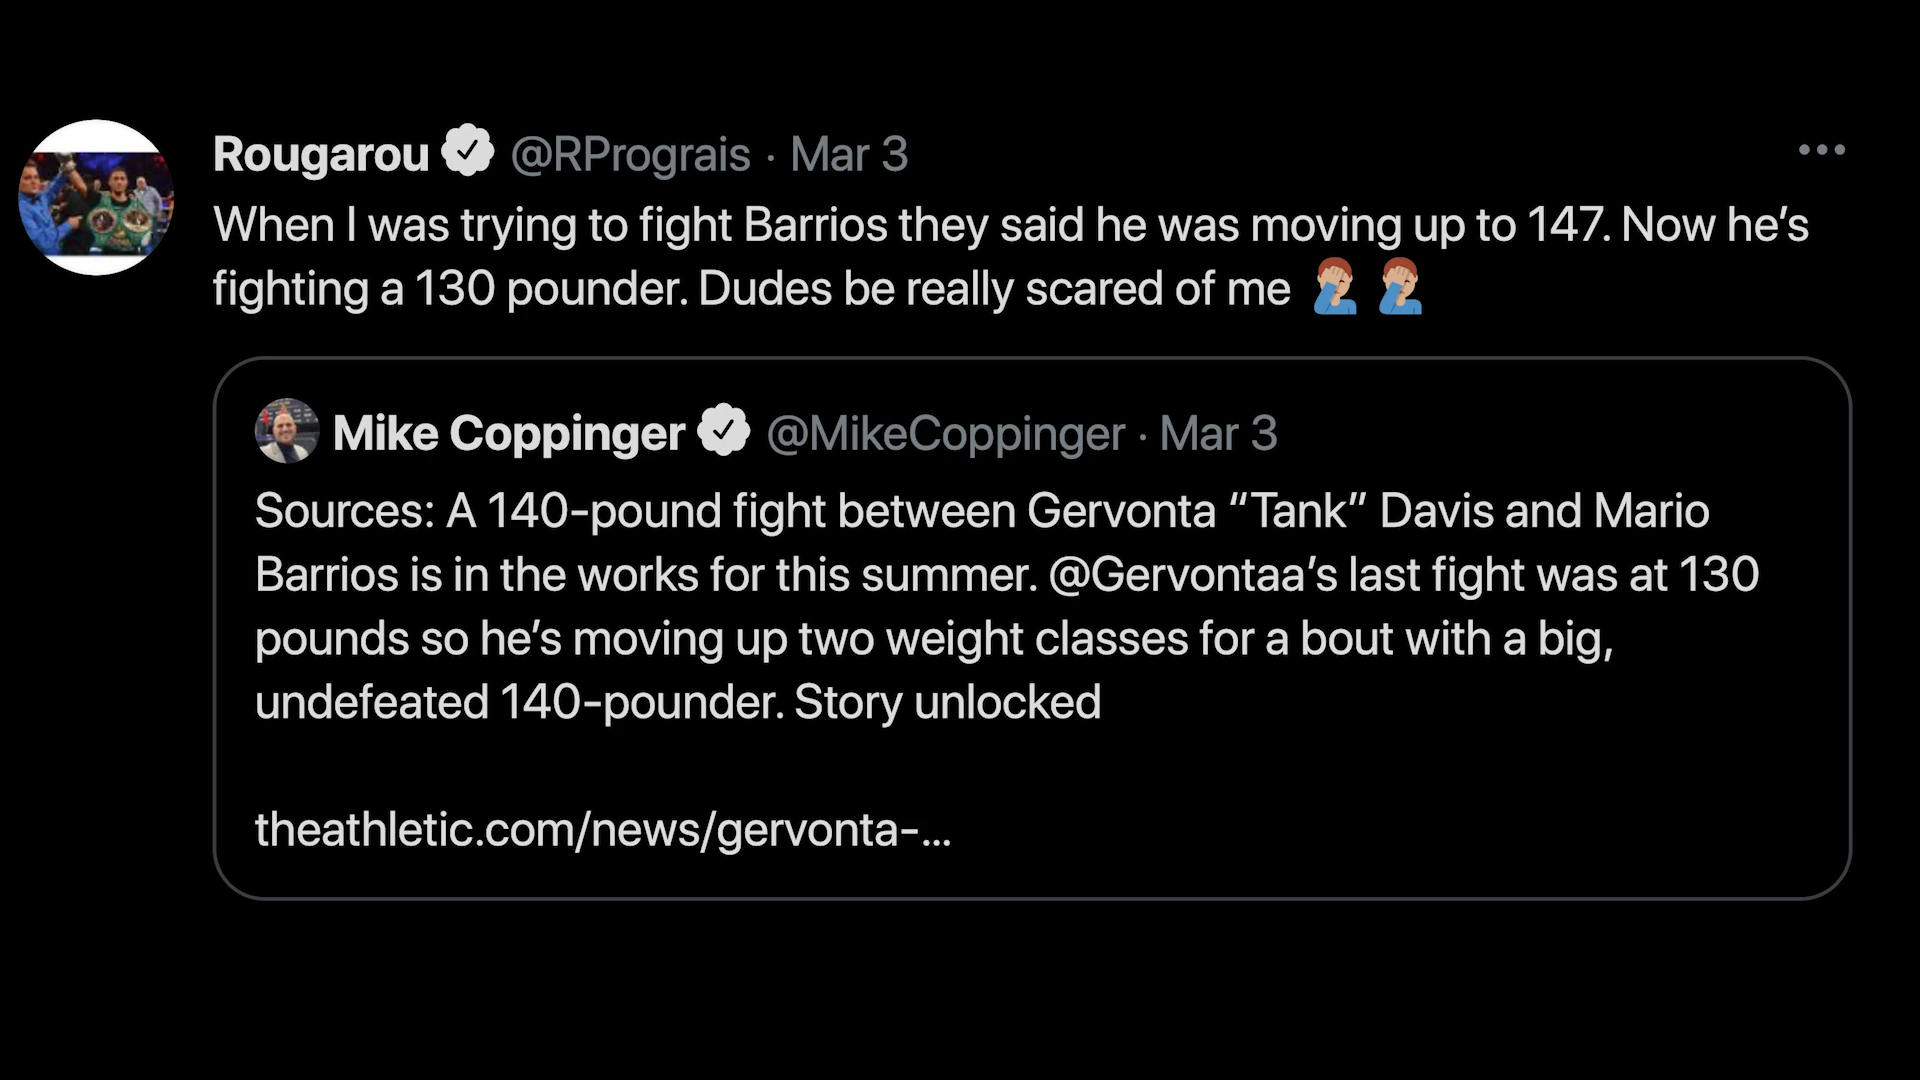 Rougarou @RPrograis · Mar 3
When I was trying to fight Barrios they said he was moving up to 147. Now he’s
fighting a 130 pounder. Dudes be really scared of me 🤦🏽‍♂️ 🤦🏽‍♂️
Mike Coppinger @MikeCoppinger · Mar 3
Sources: A 140-pound fight between Gervonta “Tank” Davis and Mario
Barrios is in the works for this summer. @Gervontaa’s last fight was at 130
pounds so he’s moving up two weight classes for a bout with a big,
undefeated 140-pounder. Story unlocked
theathletic.com/news/gervonta-...